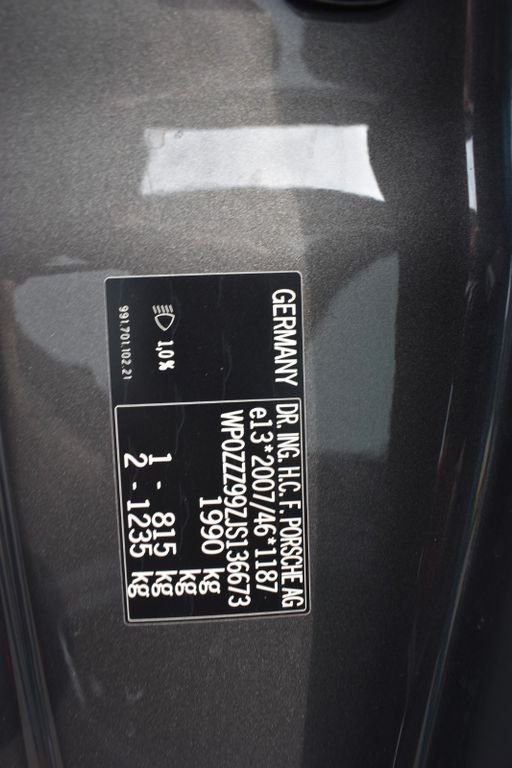 GERMANY
1,0%
991.701.102.21
DR. ING. H.C. F. PORSCHE AG
e13*2007/46*1187
WP0ZZZ99ZJS136673
1990 kg
1 - 815 kg
2 - 1235 kg